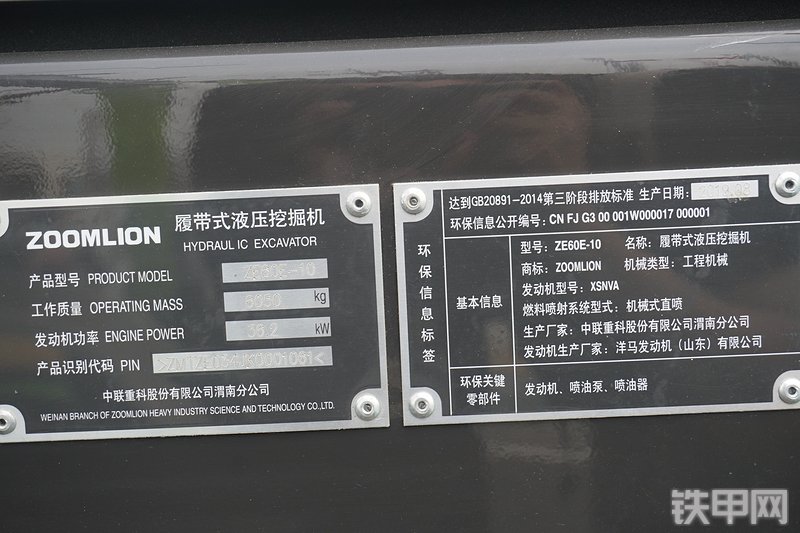 ZOOMLION 履带式液压挖掘机
HYDRAULIC EXCAVATOR
产品型号 PRODUCT MODEL ZE60E-10
工作质量 OPERATING MASS kg
发动机功率 ENGINE POWER kW
产品识别代码 PIN
中联重科股份有限公司渭南分公司
WEINAN BRANCH OF ZOOMLION HEAVY INDUSTRY SCIENCE AND TECHNOLOGY CO.,LTD.
环保信息标签
达到GB20891-2014第三阶段排放标准 生产日期: 2019.08
环保信息公开编号: CN FJ G3 00 001W000017 000001
基本信息
型号: ZE60E-10 名称: 履带式液压挖掘机
商标: ZOOMLION 机械类型: 工程机械
发动机型号: XSNVA
燃料喷射系统型式: 机械式直喷
生产厂家: 中联重科股份有限公司渭南分公司
发动机生产厂家: 洋马发动机(山东)有限公司
环保关键零部件
发动机、喷油泵、喷油器
铁甲网